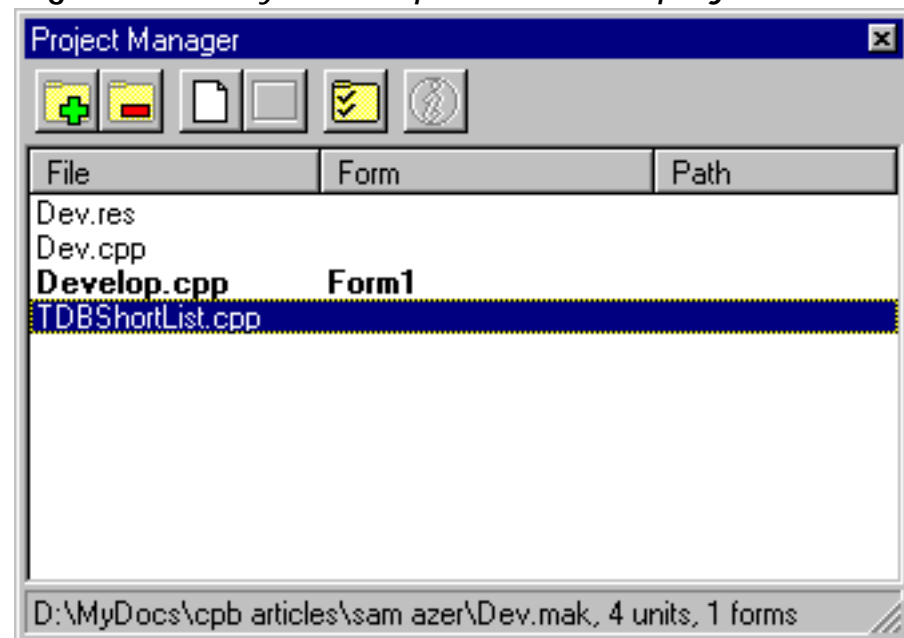 Project Manager
File Form Path
Dev.res
Dev.cpp
Develop.cpp Form1
TDBShortList.cpp
D:\MyDocs\cpb articles\sam azer\Dev.mak, 4 units, 1 forms